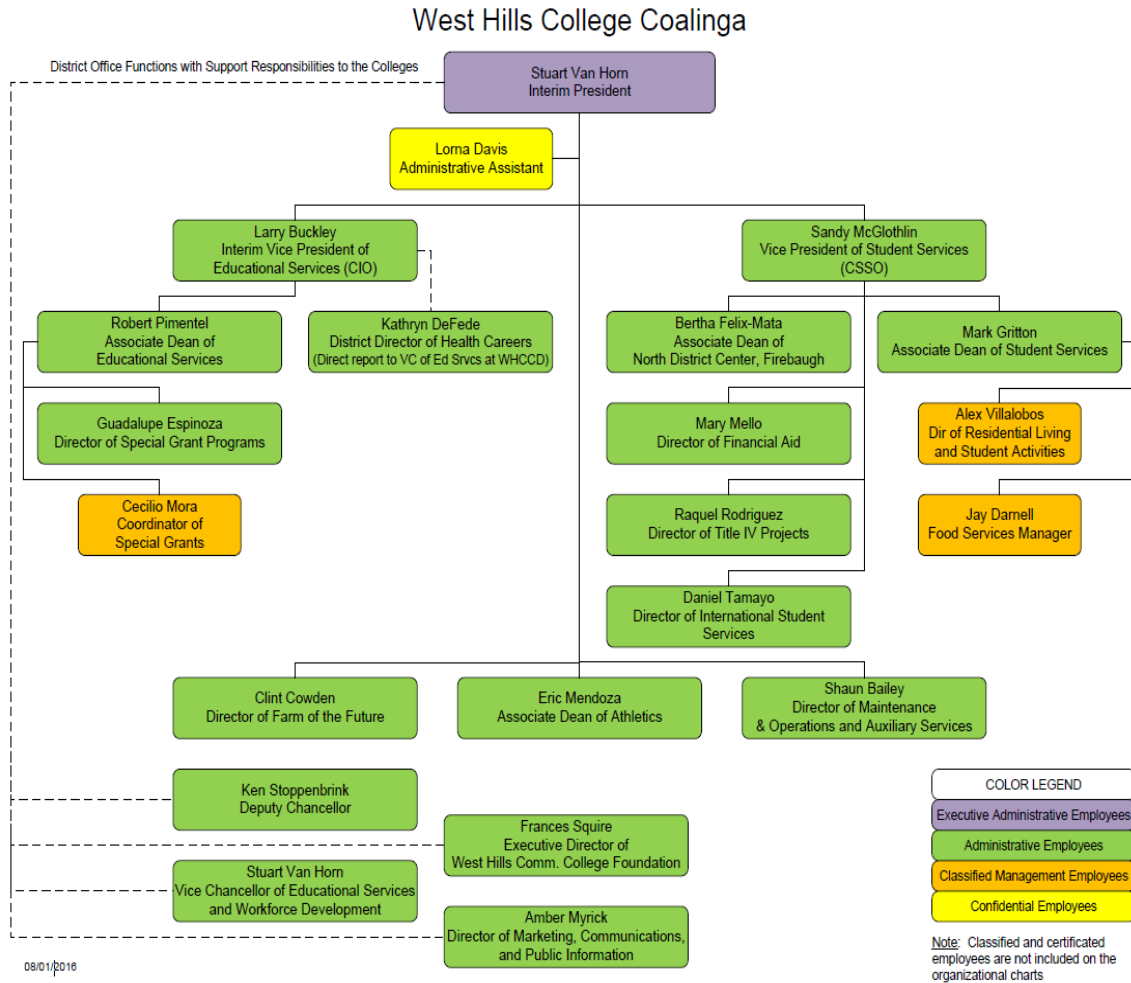 West Hills College Coalinga
District Office Functions with Support Responsibilities to the Colleges
Stuart Van Horn
Interim President
Lorna Davis
Administrative Assistant
Larry Buckley
Interim Vice President of
Educational Services (CIO)
Sandy McGlothlin
Vice President of Student Services
(CSSO)
Robert Pimentel
Associate Dean of
Educational Services
Kathryn DeFede
District Director of Health Careers
(Direct report to VC of Ed Srvcs at WHCCD)
Bertha Felix-Mata
Associate Dean of
North District Center, Firebaugh
Mark Gritton
Associate Dean of Student Services
Guadalupe Espinoza
Director of Special Grant Programs
Mary Mello
Director of Financial Aid
Alex Villalobos
Dir of Residential Living
and Student Activities
Cecilio Mora
Coordinator of
Special Grants
Raquel Rodriguez
Director of Title IV Projects
Jay Darnell
Food Services Manager
Daniel Tamayo
Director of International Student
Services
Clint Cowden
Director of Farm of the Future
Eric Mendoza
Associate Dean of Athletics
Shaun Bailey
Director of Maintenance
& Operations and Auxiliary Services
Ken Stoppenbrink
Deputy Chancellor
Frances Squire
Executive Director of
West Hills Comm. College Foundation
Stuart Van Horn
Vice Chancellor of Educational Services
and Workforce Development
Amber Myrick
Director of Marketing, Communications,
and Public Information
COLOR LEGEND
Executive Administrative Employees
Administrative Employees
Classified Management Employees
Confidential Employees
Note: Classified and certificated
employees are not included on the
organizational charts
08/01/2016